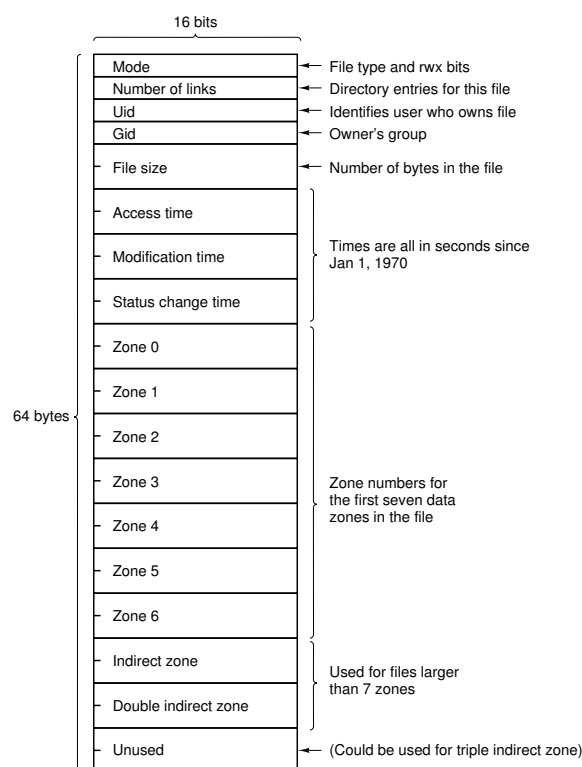 16 bits
Mode
File type and rwx bits
Number of links
Directory entries for this file
Uid
Identifies user who owns file
Gid
Owner's group
File size
Number of bytes in the file
Access time
Modification time
Times are all in seconds since
Jan 1, 1970
Status change time
Zone 0
Zone 1
64 bytes
Zone 2
Zone 3
Zone 4
Zone 5
Zone 6
Zone numbers for
the first seven data
zones in the file
Indirect zone
Double indirect zone
Used for files larger
than 7 zones
Unused
(Could be used for triple indirect zone)